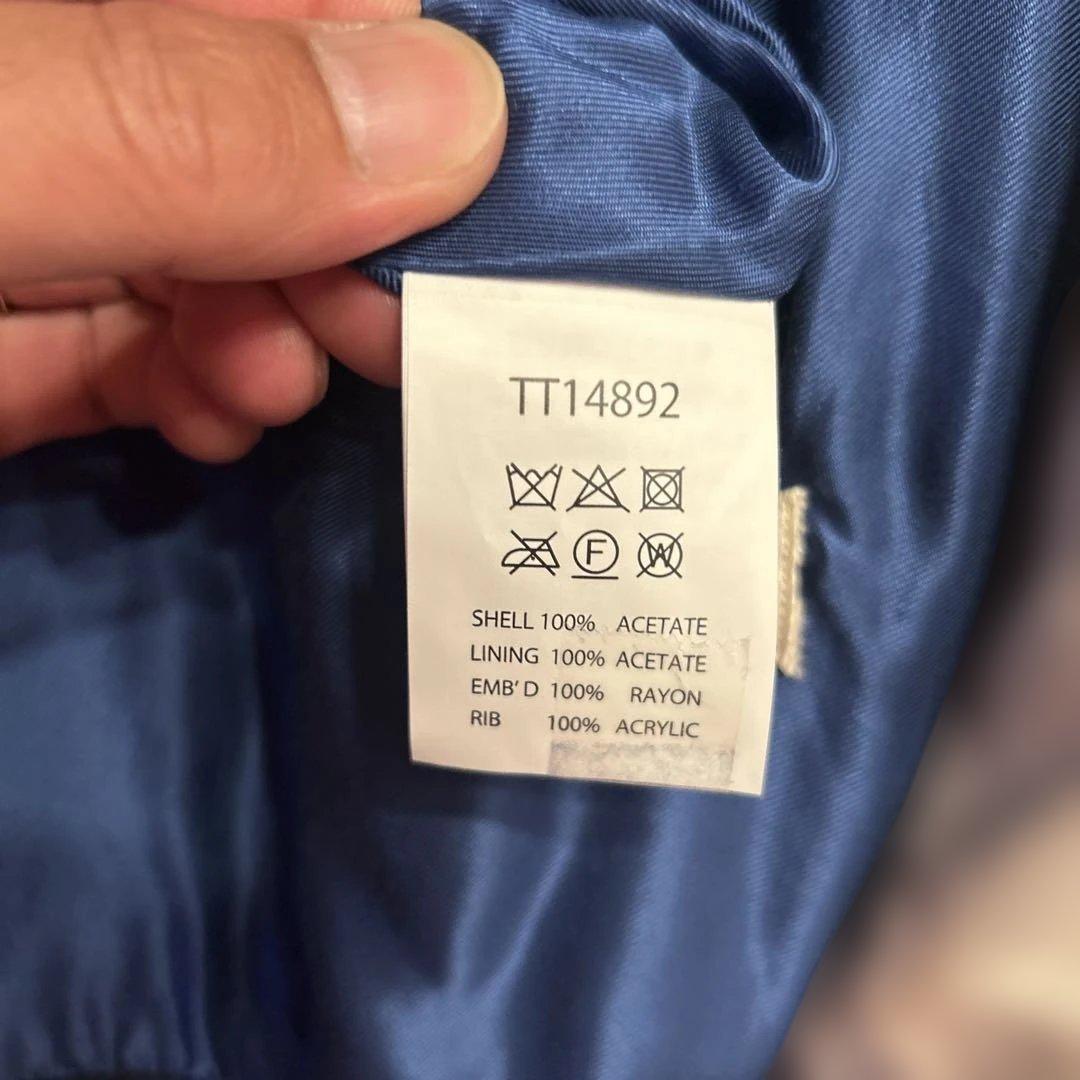 TT14892
F W
SHELL 100% ACETATE
LINING 100% ACETATE
EMB'D 100% RAYON
RIB 100% ACRYLIC